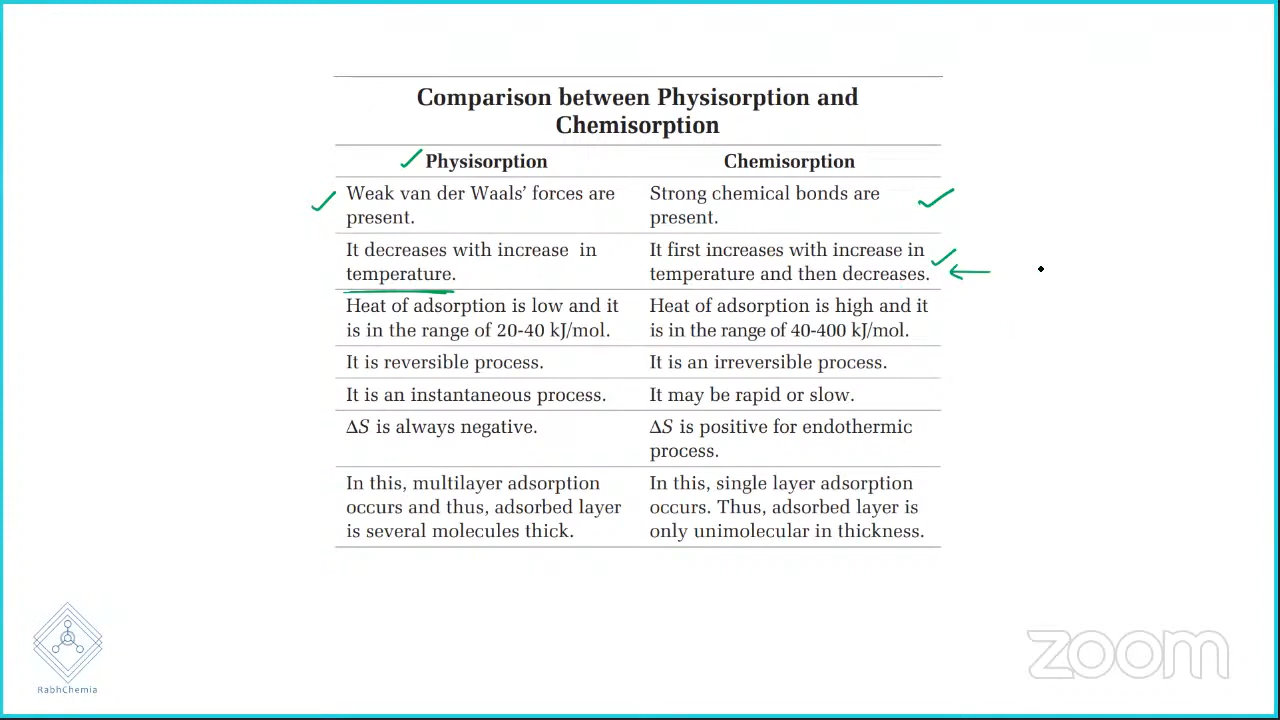 Comparison between Physisorption and
Chemisorption
Physisorption
Chemisorption
Weak van der Waals’ forces are
present.
Strong chemical bonds are
present.
It decreases with increase in
temperature.
It first increases with increase in
temperature and then decreases.
Heat of adsorption is low and it
is in the range of 20-40 kJ/mol.
Heat of adsorption is high and it
is in the range of 40-400 kJ/mol.
It is reversible process.
It is an irreversible process.
It is an instantaneous process.
It may be rapid or slow.
ΔS is always negative.
ΔS is positive for endothermic
process.
In this, multilayer adsorption
occurs and thus, adsorbed layer
is several molecules thick.
In this, single layer adsorption
occurs. Thus, adsorbed layer is
only unimolecular in thickness.
RabhChemia
zoom